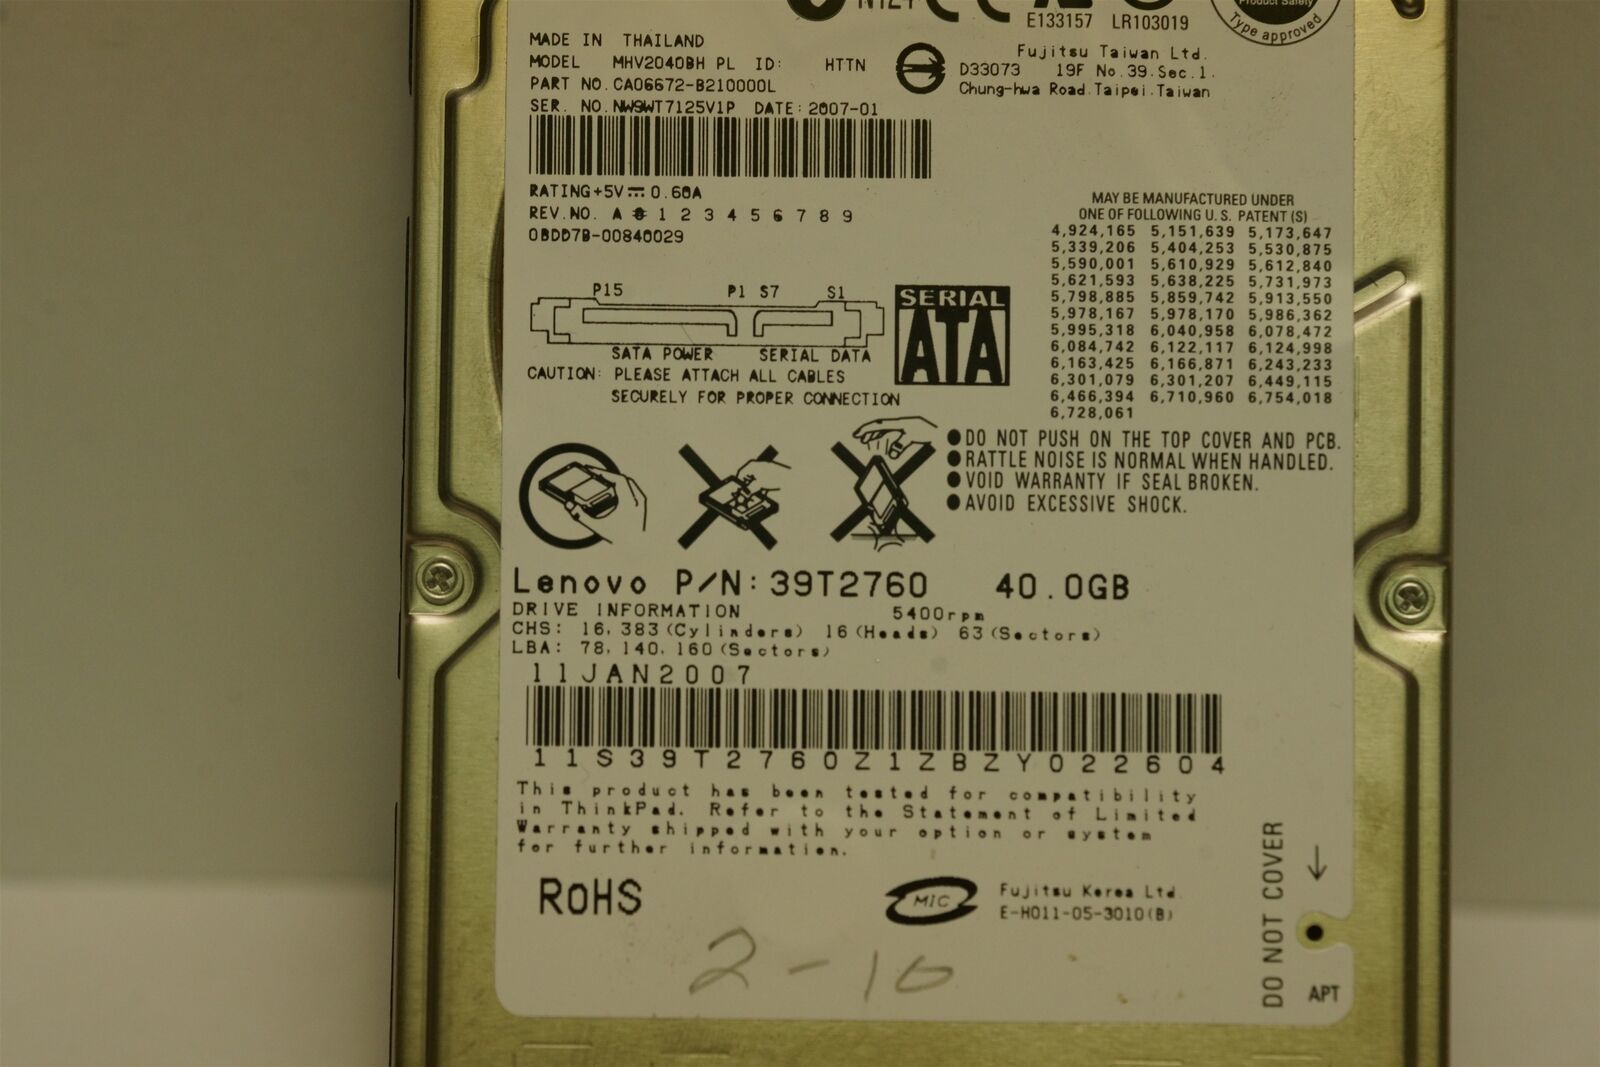 N124
E133157 LR103019
Product Safety
Type approved
MADE IN THAILAND
MODEL MHV2040BH PL ID: HTTN
PART NO.CA06672-B210000L
SER. NO.NW9WT7125V1P DATE:2007-01
Fujitsu Taiwan Ltd.
D33073 19F No.39.Sec.1.
Chung-hwa Road.Taipei.Taiwan
RATING+5V⎓0.60A
REV.NO. A 0 1 2 3 4 5 6 7 8 9
0BDD7B-00840029
MAY BE MANUFACTURED UNDER
ONE OF FOLLOWING U.S. PATENT (S)
4,924,165 5,151,639 5,173,647
5,339,206 5,404,253 5,530,875
5,590,001 5,610,929 5,612,840
5,621,593 5,638,225 5,731,973
5,798,885 5,859,742 5,913,550
5,978,167 5,978,170 5,986,362
5,995,318 6,040,958 6,078,472
6,084,742 6,122,117 6,124,998
6,163,425 6,166,871 6,243,233
6,301,079 6,301,207 6,449,115
6,466,394 6,710,960 6,754,018
6,728,061
P15 P1 S7 S1
SATA POWER SERIAL DATA
SERIAL
ATA
CAUTION: PLEASE ATTACH ALL CABLES
SECURELY FOR PROPER CONNECTION
●DO NOT PUSH ON THE TOP COVER AND PCB.
●RATTLE NOISE IS NORMAL WHEN HANDLED.
●VOID WARRANTY IF SEAL BROKEN.
●AVOID EXCESSIVE SHOCK.
Lenovo P/N:39T2760 40.0GB
DRIVE INFORMATION 5400rpm
CHS: 16,383(Cylinders) 16(Heads) 63(Sectors)
LBA: 78,140,160(Sectors)
11JAN2007
11S39T2760Z1ZBZY022604
This product has been tested for compatibility
in ThinkPad. Refer to the Statement of Limited
Warranty shipped with your option or system
for further information.
RoHS
MIC
Fujitsu Korea Ltd.
E-H011-05-3010(B)
DO NOT COVER
APT
2-10